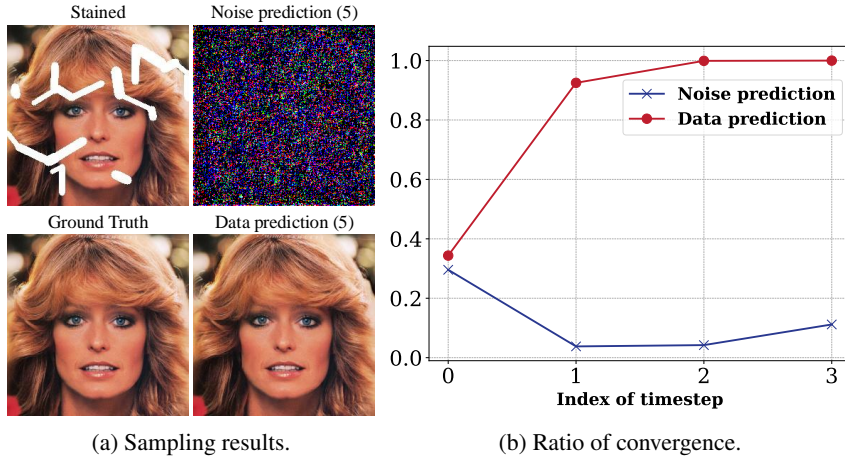 Stained
Noise prediction (5)
Ground Truth
Data prediction (5)
(a) Sampling results.
1.0
0.8
0.6
0.4
0.2
0.0
Noise prediction
Data prediction
0 1 2 3
Index of timestep
(b) Ratio of convergence.